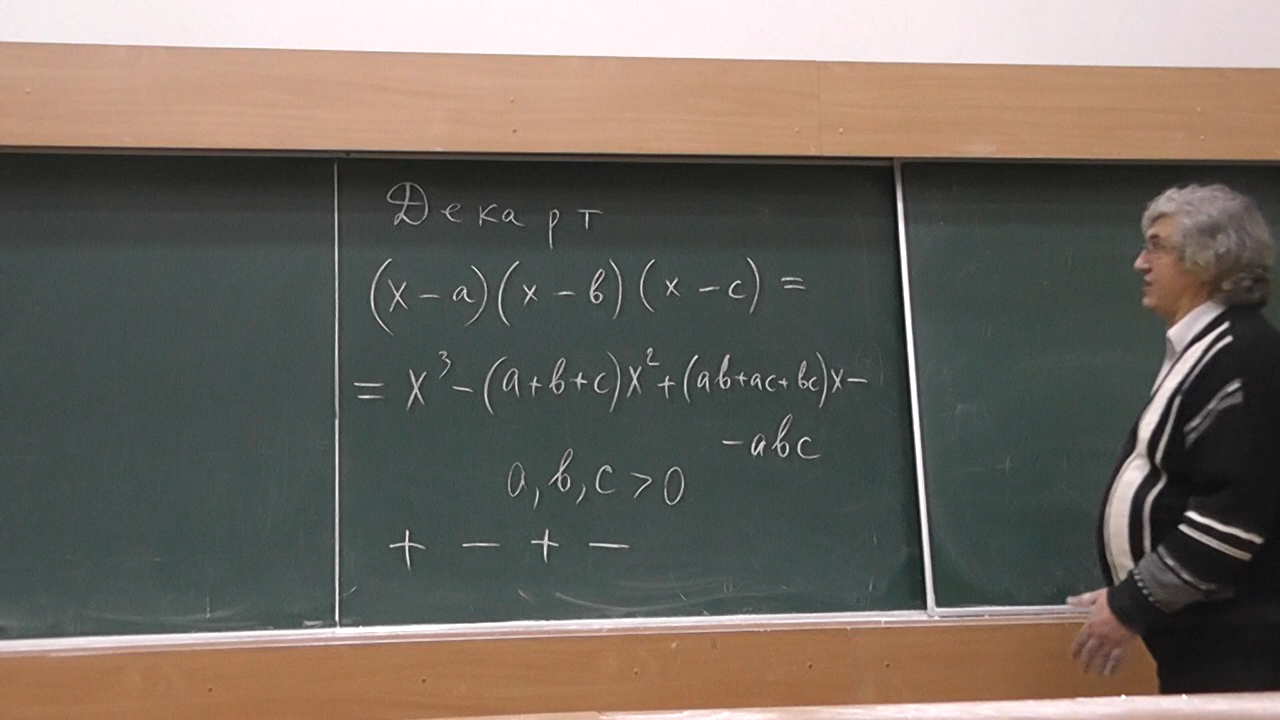 Декарт
(x-a)(x-b)(x-c)=
=x³-(a+b+c)x²+(ab+ac+bc)x-
-abc
a,b,c>0
+ - + -